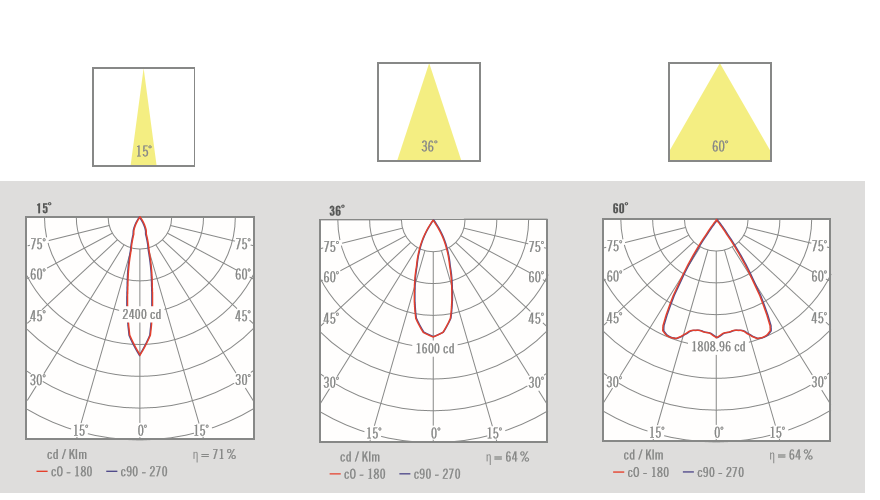 15°
36°
60°
15°
75° 75°
60° 60°
45° 45°
2400 cd
30° 30°
15° 0° 15°
cd / Klm η = 71 %
c0 - 180 c90 - 270
36°
75° 75°
60° 60°
45° 45°
1600 cd
30° 30°
15° 0° 15°
cd / Klm η = 64 %
c0 - 180 c90 - 270
60°
75° 75°
60° 60°
45° 45°
1808.96 cd
30° 30°
15° 0° 15°
cd / Klm η = 64 %
c0 - 180 c90 - 270